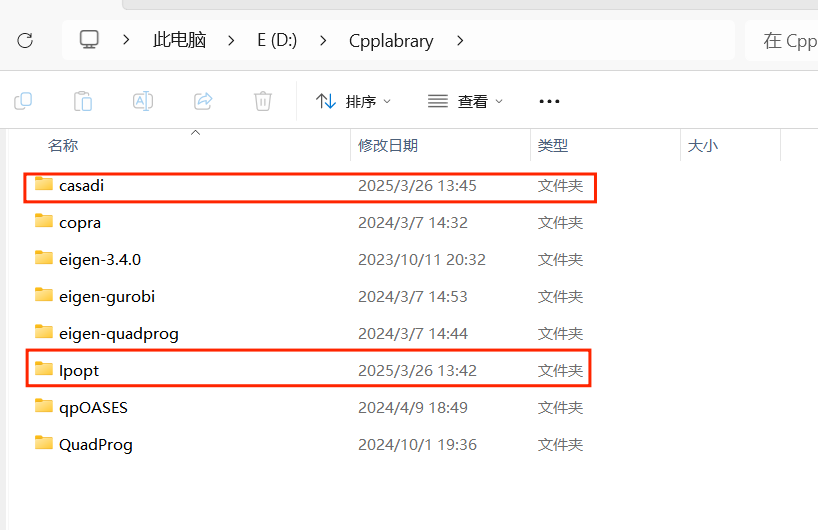 此电脑 > E (D:) > Cpplabrary > 在 Cpp
排序 查看
名称 修改日期 类型 大小
casadi 2025/3/26 13:45 文件夹
copra 2024/3/7 14:32 文件夹
eigen-3.4.0 2023/10/11 20:32 文件夹
eigen-gurobi 2024/3/7 14:53 文件夹
eigen-quadprog 2024/3/7 14:44 文件夹
Ipopt 2025/3/26 13:42 文件夹
qpOASES 2024/4/9 18:49 文件夹
QuadProg 2024/10/1 19:36 文件夹